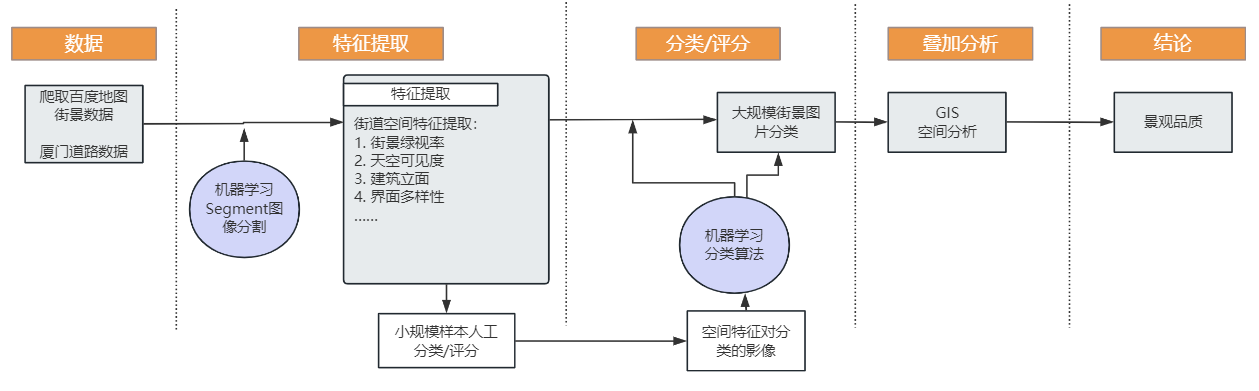 数据
特征提取
分类/评分
叠加分析
结论
爬取百度地图
街景数据
厦门道路数据
机器学习
Segment图
像分割
特征提取
街道空间特征提取：
1. 街景绿视率
2. 天空可见度
3. 建筑立面
4. 界面多样性
......
小规模样本人工
分类/评分
大规模街景图
片分类
机器学习
分类算法
空间特征对分
类的影像
GIS
空间分析
景观品质